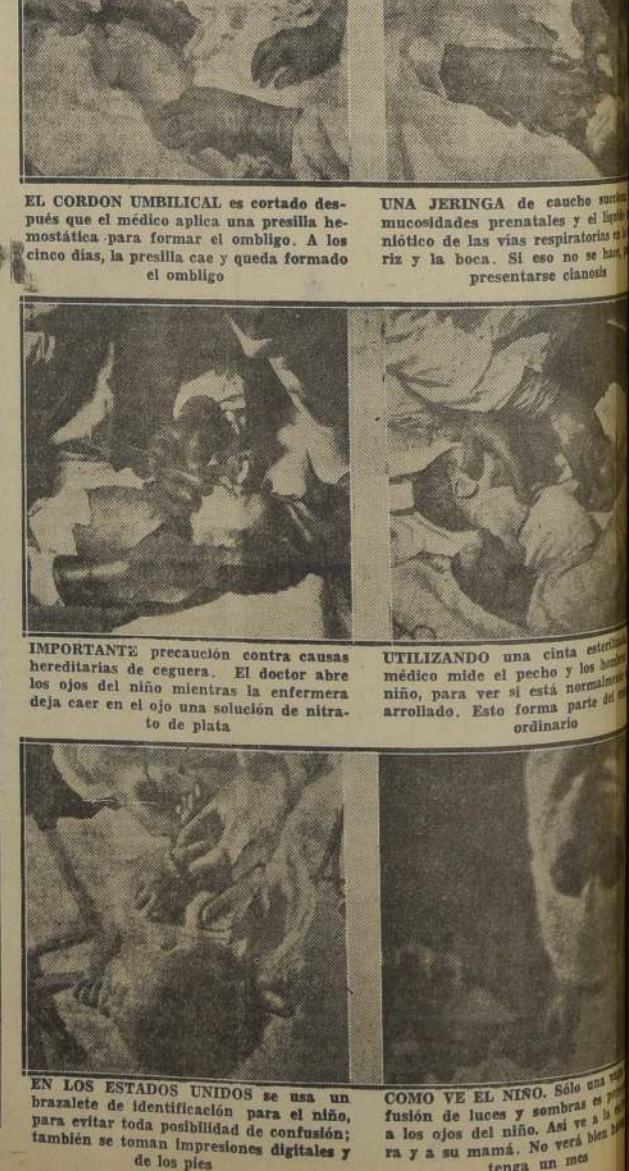 EL CORDON UMBILICAL es cortado des-
pués que el médico aplica una presilla he-
mostática para formar el ombligo. A los
cinco días, la presilla cae y queda formado
el ombligo
UNA JERINGA de caucho
mucosidades prenatales y el
niótico de las vías respiratorias en
riz y la boca. Si eso no se hace,
presentarse cianosis
IMPORTANTE precaución contra causas
hereditarias de ceguera. El doctor abre
los ojos del niño mientras la enfermera
deja caer en el ojo una solución de nitra-
to de plata
UTILIZANDO una cinta
médico mide el pecho y los
niño, para ver si está normalmente
arrollado. Esto forma parte del
ordinario
EN LOS ESTADOS UNIDOS se usa un
brazalete de identificación para el niño,
para evitar toda posibilidad de confusión;
también se toman impresiones digitales y
de los pies
COMO VE EL NIÑO. Sólo una
fusión de luces y sombras es
a los ojos del niño. Así ve a la
ra y a su mamá. No verá bien
tenga un mes